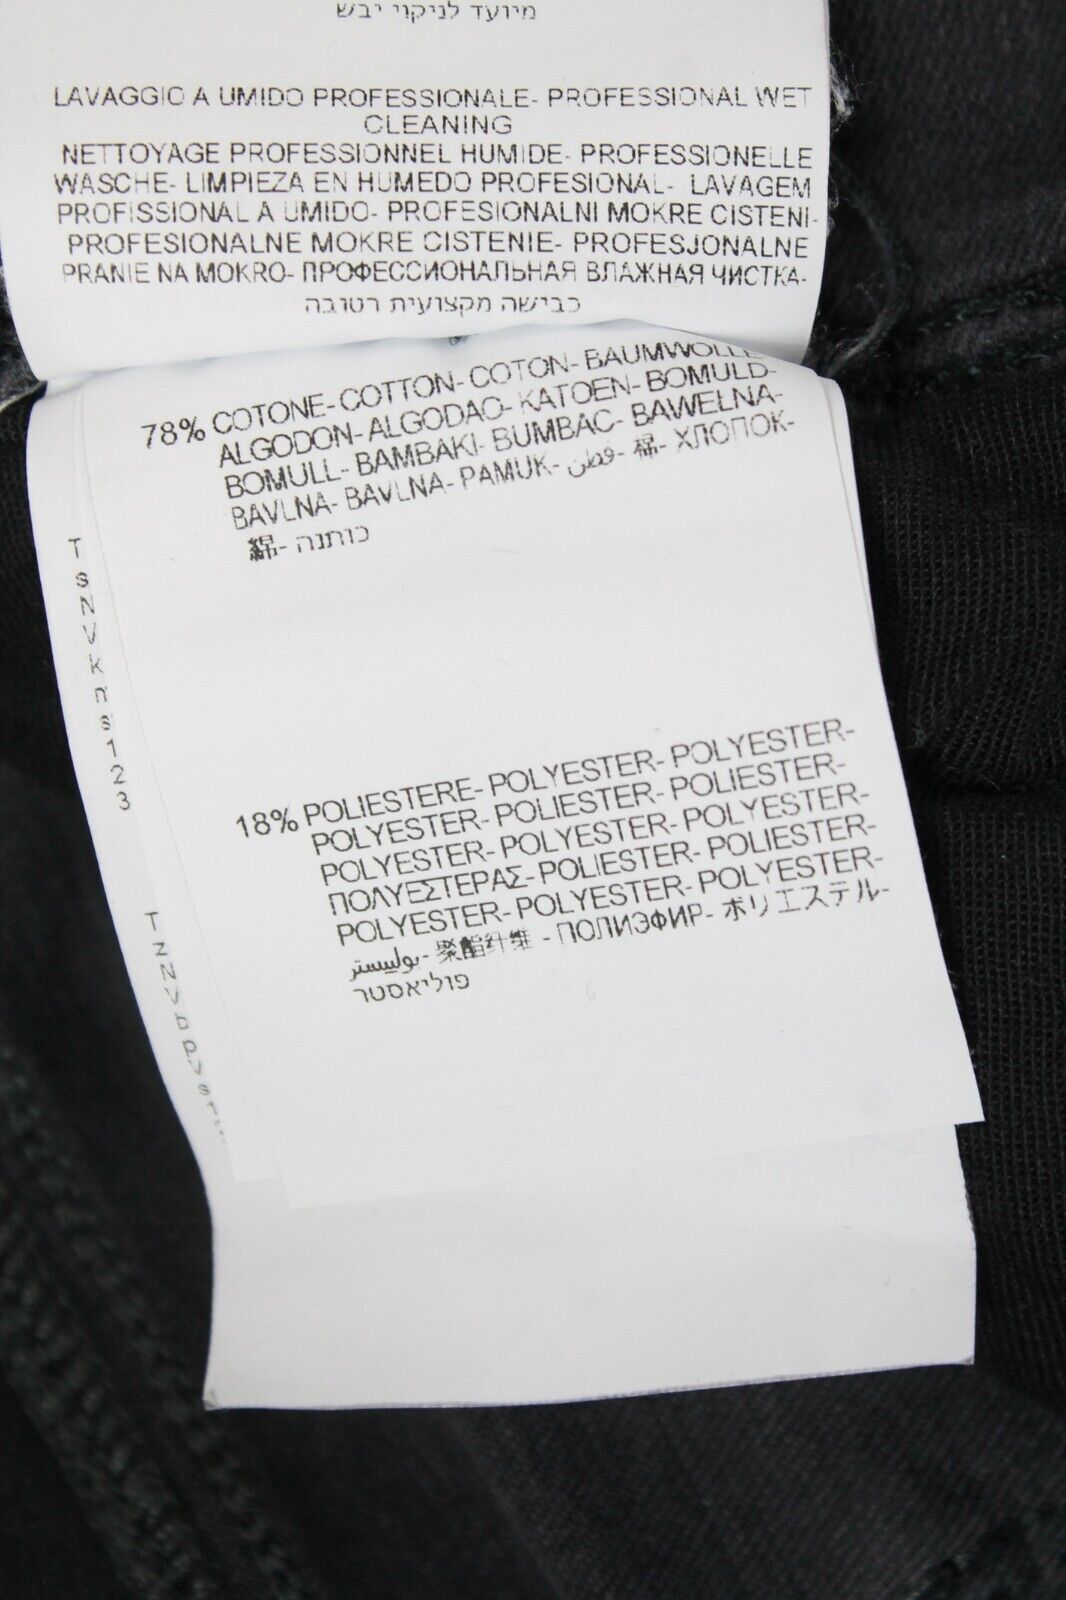 מיועד לניקוי יבש
LAVAGGIO A UMIDO PROFESSIONALE- PROFESSIONAL WET
CLEANING
NETTOYAGE PROFESSIONNEL HUMIDE- PROFESSIONELLE
WASCHE- LIMPIEZA EN HUMEDO PROFESIONAL- LAVAGEM
PROFISSIONAL A UMIDO- PROFESIONALNI MOKRE CISTENI-
PROFESIONALNE MOKRE CISTENIE- PROFESJONALNE
PRANIE NA MOKRO- ПРОФЕССИОНАЛЬНАЯ ВЛАЖНАЯ ЧИСТКА-
כבישה מקצועית רטובה
78% COTONE- COTTON- COTON- BAUMWOLLE-
ALGODON- ALGODAO- KATOEN- BOMULD-
BOMULL- BAMBAKI- BUMBAC- BAWELNA-
BAVLNA- BAVLNA- PAMUK- قطن - 棉- ХЛОПОК-
綿- כותנה
TsNVkns123
18% POLIESTERE- POLYESTER- POLYESTER-
POLYESTER- POLIESTER- POLIESTER-
POLYESTER- POLYESTER- POLYESTER-
ΠΟΛΥΕΣΤΕΡΑΣ- POLIESTER- POLIESTER-
POLYESTER- POLYESTER- POLYESTER-
بوليستر- 聚酯纤维 - ПОЛИЭФИР- ポリエステル-
פוליאסטר